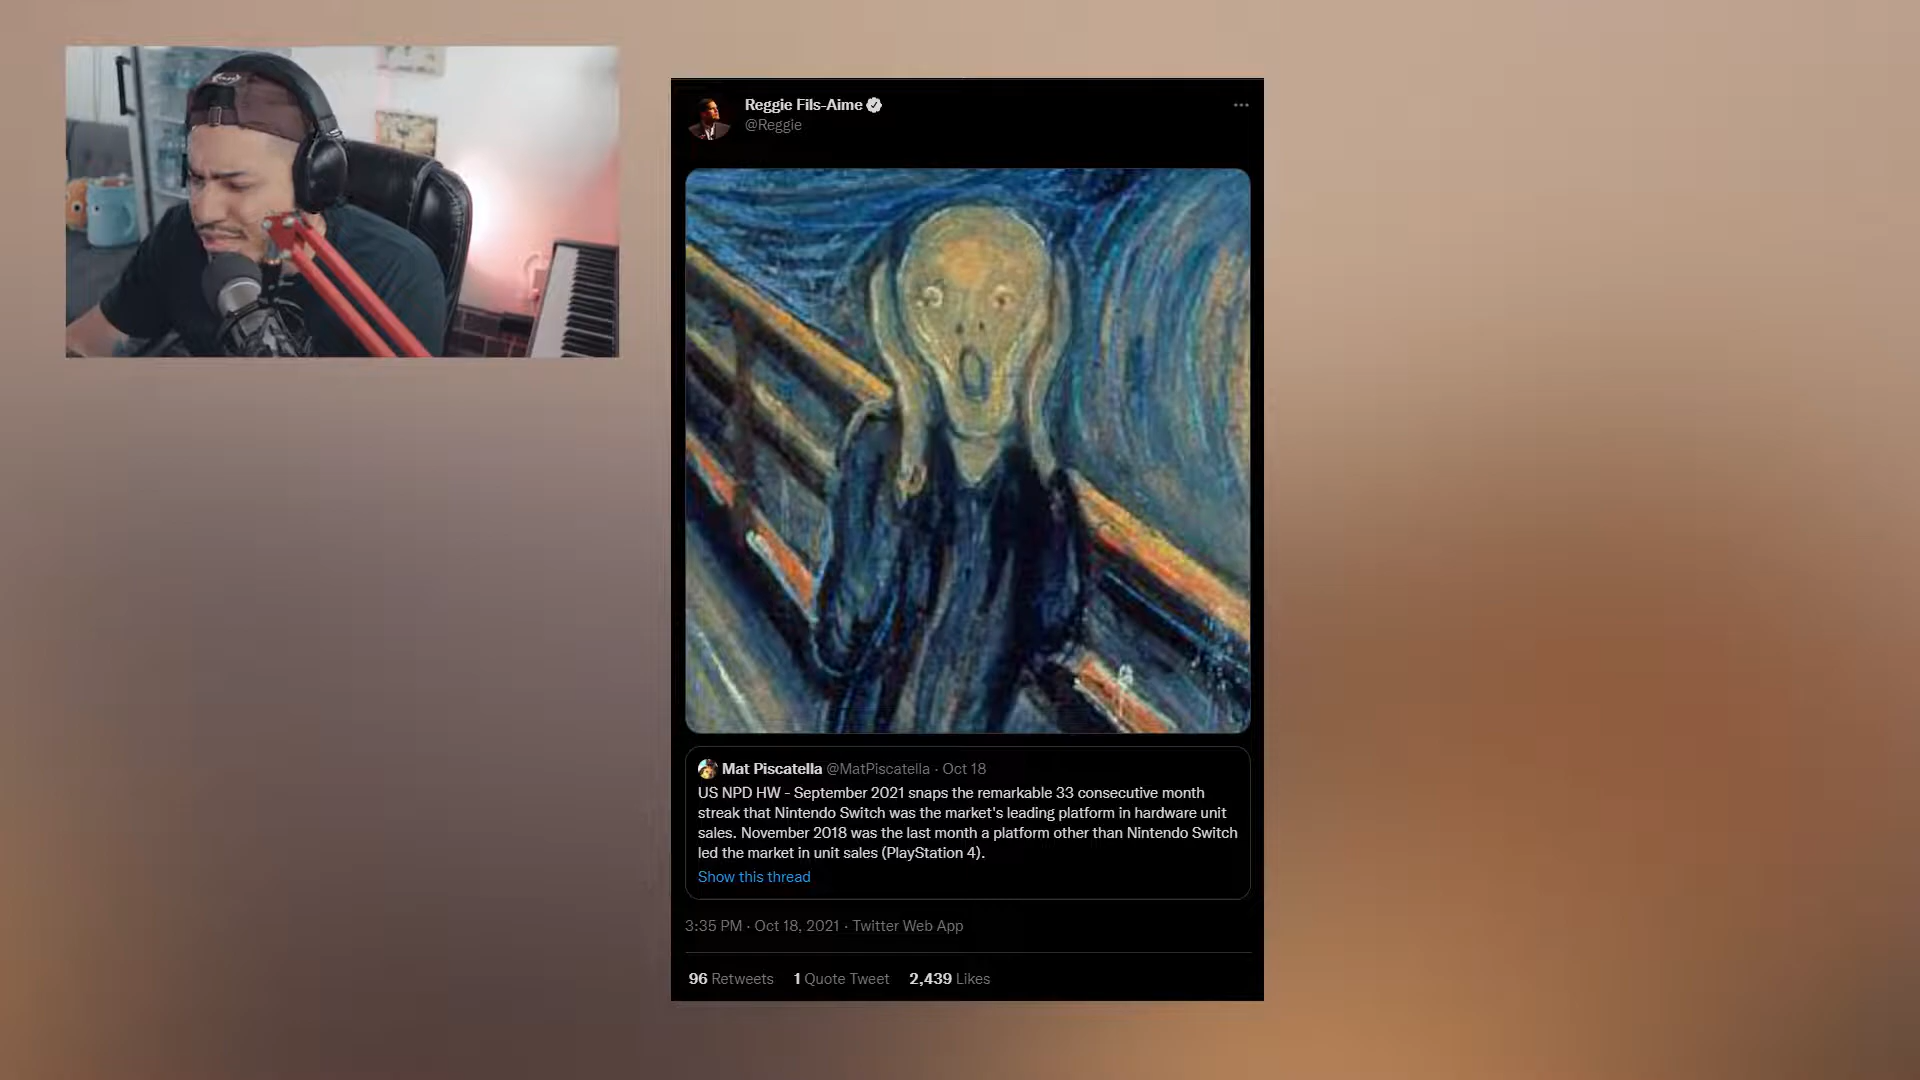 Reggie Fils-Aime
@Reggie
Mat Piscatella @MatPiscatella · Oct 18
US NPD HW - September 2021 snaps the remarkable 33 consecutive month
streak that Nintendo Switch was the market's leading platform in hardware unit
sales. November 2018 was the last month a platform other than Nintendo Switch
led the market in unit sales (PlayStation 4).
Show this thread
3:35 PM · Oct 18, 2021 · Twitter Web App
96 Retweets 1 Quote Tweet 2,439 Likes